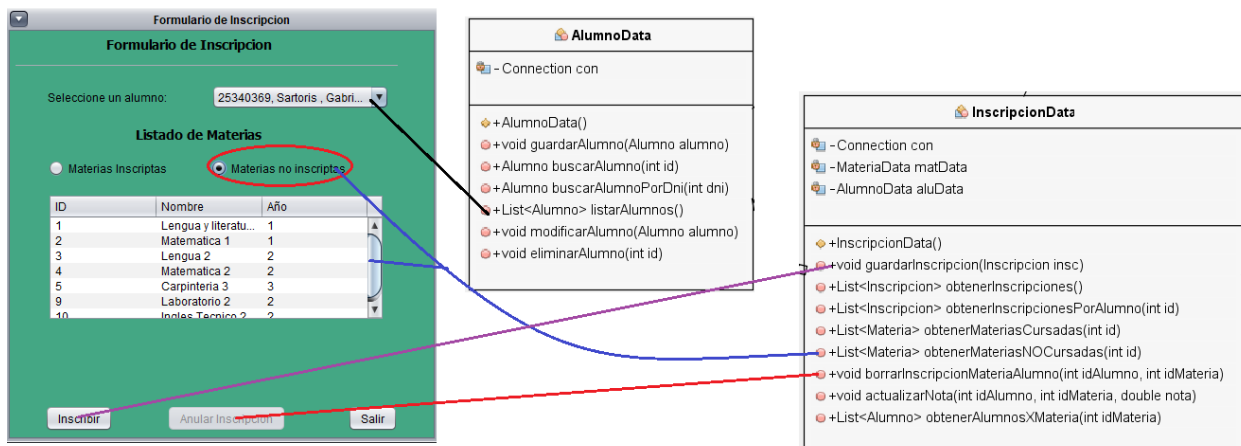 Formulario de Inscripcion
Formulario de Inscripcion
Seleccione un alumno: 25340369, Sartoris , Gabri...
Listado de Materias
Materias Inscriptas Materias no inscriptas
ID Nombre Año
1 Lengua y literatu... 1
2 Matematica 1 1
3 Lengua 2 2
4 Matematica 2 2
5 Carpinteria 3 3
9 Laboratorio 2 2
10 Ingles Tecnico 2 2
Inscribir Anular Inscripcion Salir
AlumnoData
- Connection con
+AlumnoData()
+void guardarAlumno(Alumno alumno)
+Alumno buscarAlumno(int id)
+Alumno buscarAlumnoPorDni(int dni)
+List<Alumno> listarAlumnos()
+void modificarAlumno(Alumno alumno)
+void eliminarAlumno(int id)
InscripcionData
-Connection con
-MateriaData matData
-AlumnoData aluData
+InscripcionData()
+void guardarInscripcion(Inscripcion insc)
+List<Inscripcion> obtenerInscripciones()
+List<Inscripcion> obtenerInscripcionesPorAlumno(int id)
+List<Materia> obtenerMateriasCursadas(int id)
+List<Materia> obtenerMateriasNOCursadas(int id)
+void borrarInscripcionMateriaAlumno(int idAlumno, int idMateria)
+void actualizarNota(int idAlumno, int idMateria, double nota)
+List<Alumno> obtenerAlumnosXMateria(int idMateria)